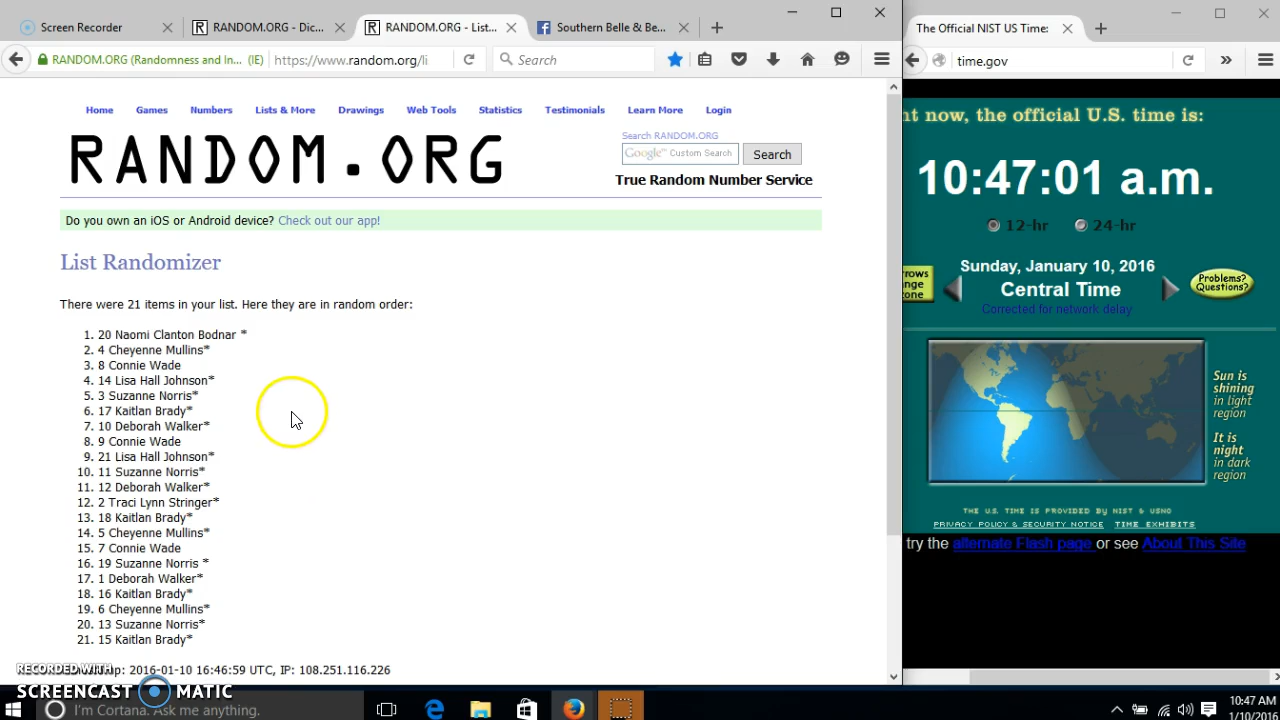 Screen Recorder
RANDOM.ORG - Dic...
RANDOM.ORG - List...
Southern Belle & Be...
The Official NIST US Time:
RANDOM.ORG (Randomness and In... (IE)
https://www.random.org/li
Search
time.gov
Home Games Numbers Lists & More Drawings Web Tools Statistics Testimonials Learn More Login
RANDOM.ORG
Search RANDOM.ORG
Google™ Custom Search
Search
True Random Number Service
Do you own an iOS or Android device? Check out our app!
List Randomizer
There were 21 items in your list. Here they are in random order:
1. 20 Naomi Clanton Bodnar *
2. 4 Cheyenne Mullins*
3. 8 Connie Wade
4. 14 Lisa Hall Johnson*
5. 3 Suzanne Norris*
6. 17 Kaitlan Brady*
7. 10 Deborah Walker*
8. 9 Connie Wade
9. 21 Lisa Hall Johnson*
10. 11 Suzanne Norris*
11. 12 Deborah Walker*
12. 2 Traci Lynn Stringer*
13. 18 Kaitlan Brady*
14. 5 Cheyenne Mullins*
15. 7 Connie Wade
16. 19 Suzanne Norris *
17. 1 Deborah Walker*
18. 16 Kaitlan Brady*
19. 6 Cheyenne Mullins*
20. 13 Suzanne Norris*
21. 15 Kaitlan Brady*
2016-01-10 16:46:59 UTC, IP: 108.251.116.226
ht now, the official U.S. time is:
10:47:01 a.m.
12-hr 24-hr
Sunday, January 10, 2016
Central Time
Corrected for network delay
rrows
nge
zone
Problems?
Questions?
Sun is
shining
in light
region
It is
night
in dark
region
THE U.S. TIME IS PROVIDED BY NIST & USNO
PRIVACY POLICY & SECURITY NOTICE TIME EXHIBITS
try the alternate Flash page or see About This Site
RECORDED WITH
SCREENCAST MATIC
I'm Cortana. Ask me anything.
10:47 AM
1/10/2016